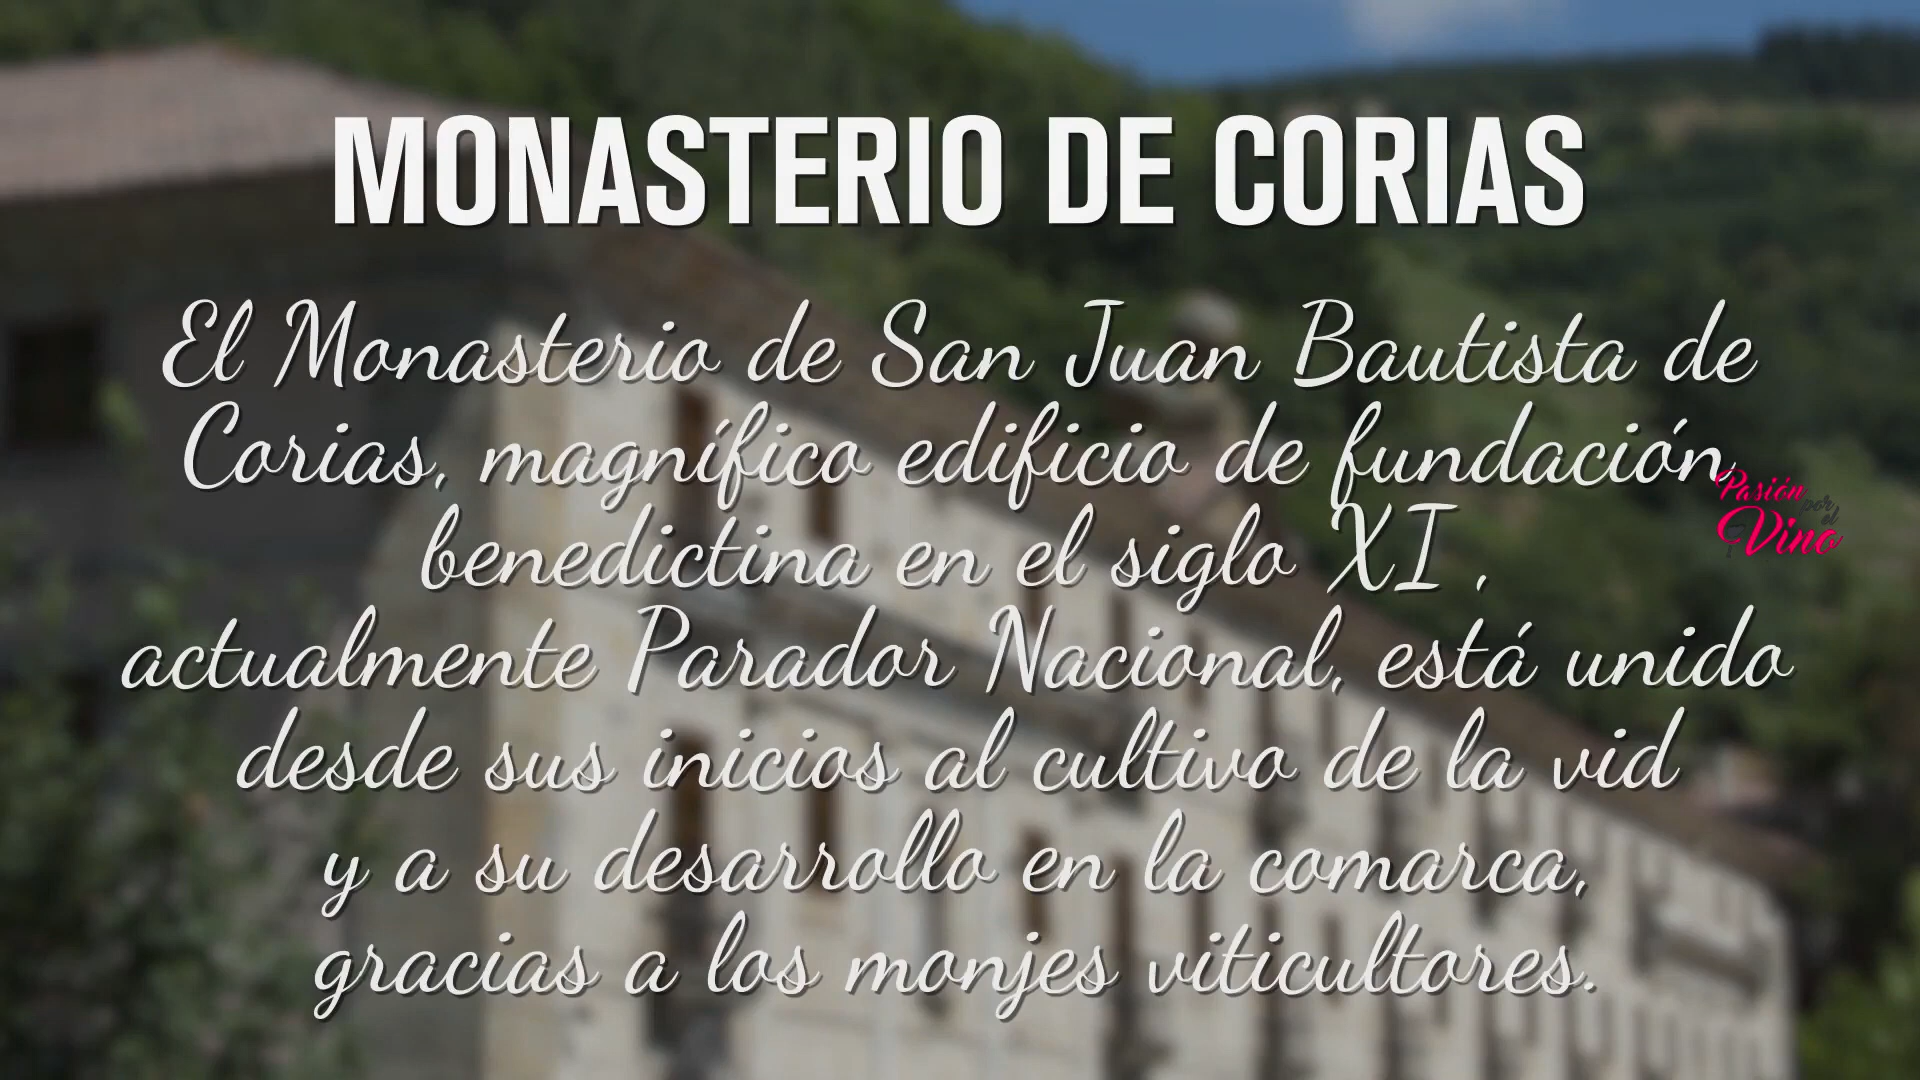 MONASTERIO DE CORIAS
El Monasterio de San Juan Bautista de
Corias, magnífico edificio de fundación
benedictina en el siglo XI ,
actualmente Parador Nacional, está unido
desde sus inicios al cultivo de la vid
y a su desarrollo en la comarca,
gracias a los monjes viticultores.
Pasión
por
el
Vino